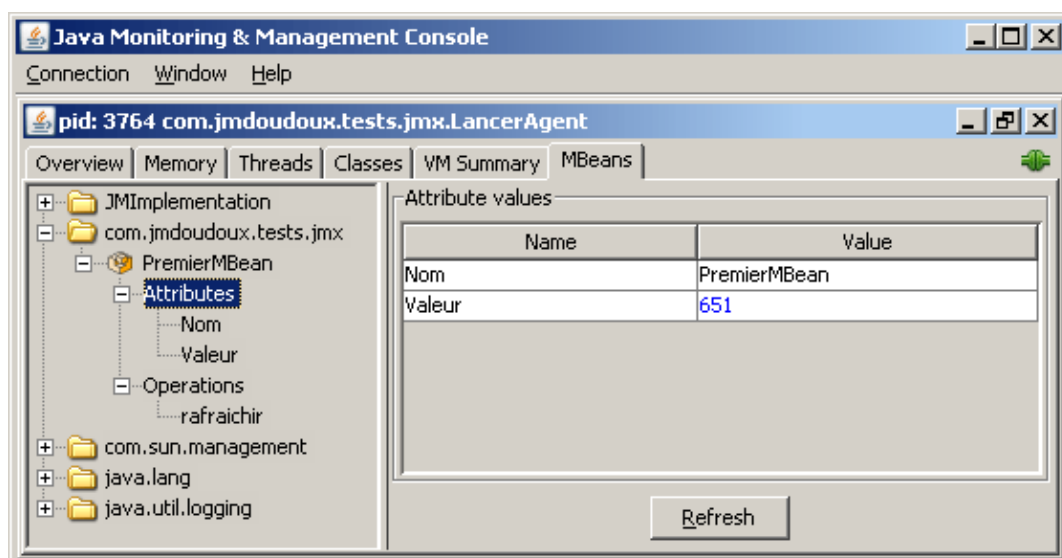 Java Monitoring & Management Console
Connection Window Help
pid: 3764 com.jmdoudoux.tests.jmx.LancerAgent
Overview Memory Threads Classes VM Summary MBeans
JMImplementation
com.jmdoudoux.tests.jmx
PremierMBean
Attributes
Nom
Valeur
Operations
rafraichir
com.sun.management
java.lang
java.util.logging
Attribute values
Name Value
Nom PremierMBean
Valeur 651
Refresh